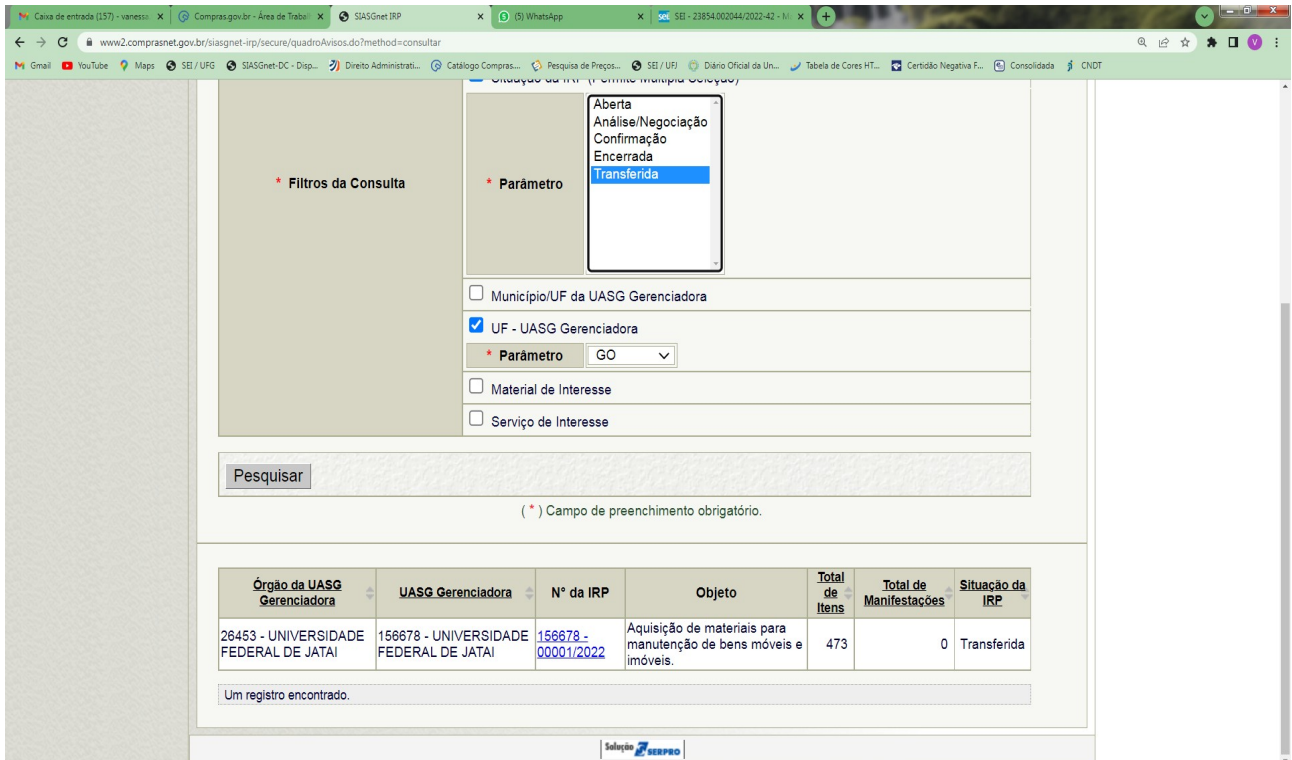 Caixa de entrada (157) - vanessa
Compras.gov.br - Área de Trabal
SIASGnet IRP
(5) WhatsApp
SEI - 23854.002044/2022-42 - M
www2.comprasnet.gov.br/siasgnet-irp/secure/quadroAvisos.do?method=consultar
V
Gmail
YouTube
Maps
SEI / UFG
SIASGnet-DC - Disp...
Direito Administrati...
Catálogo Compras...
Pesquisa de Preços...
SEI / UFJ
Diário Oficial da Un...
Tabela de Cores HT...
Certidão Negativa F...
Consolidada
CNDT
Situação da IRP (Permite Múltipla Seleção)
* Filtros da Consulta
* Parâmetro
Aberta
Análise/Negociação
Confirmação
Encerrada
Transferida
Município/UF da UASG Gerenciadora
UF - UASG Gerenciadora
* Parâmetro
GO
Material de Interesse
Serviço de Interesse
Pesquisar
( * ) Campo de preenchimento obrigatório.
Órgão da UASG
Gerenciadora
UASG Gerenciadora
N° da IRP
Objeto
Total
de
Itens
Total de
Manifestações
Situação da
IRP
26453 - UNIVERSIDADE
FEDERAL DE JATAI
156678 - UNIVERSIDADE
FEDERAL DE JATAI
156678 -
00001/2022
Aquisição de materiais para
manutenção de bens móveis e
imóveis.
473
0
Transferida
Um registro encontrado.
Solução SERPRO